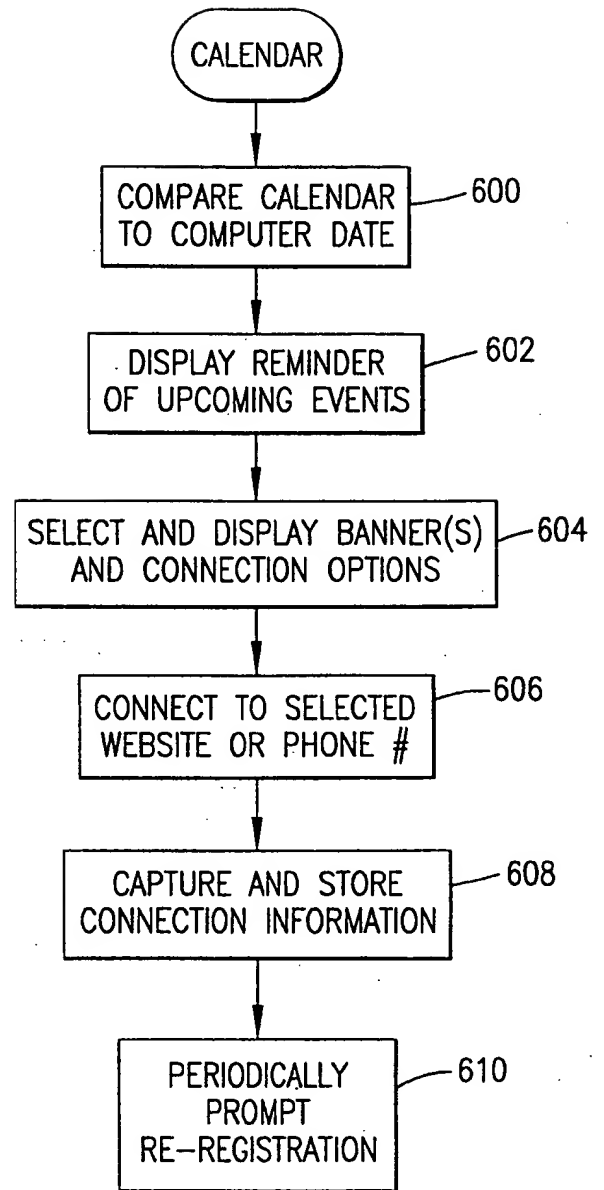 CALENDAR
COMPARE CALENDAR
TO COMPUTER DATE
600
DISPLAY REMINDER
OF UPCOMING EVENTS
602
SELECT AND DISPLAY BANNER(S)
AND CONNECTION OPTIONS
604
CONNECT TO SELECTED
WEBSITE OR PHONE #
606
CAPTURE AND STORE
CONNECTION INFORMATION
608
PERIODICALLY
PROMPT
RE-REGISTRATION
610